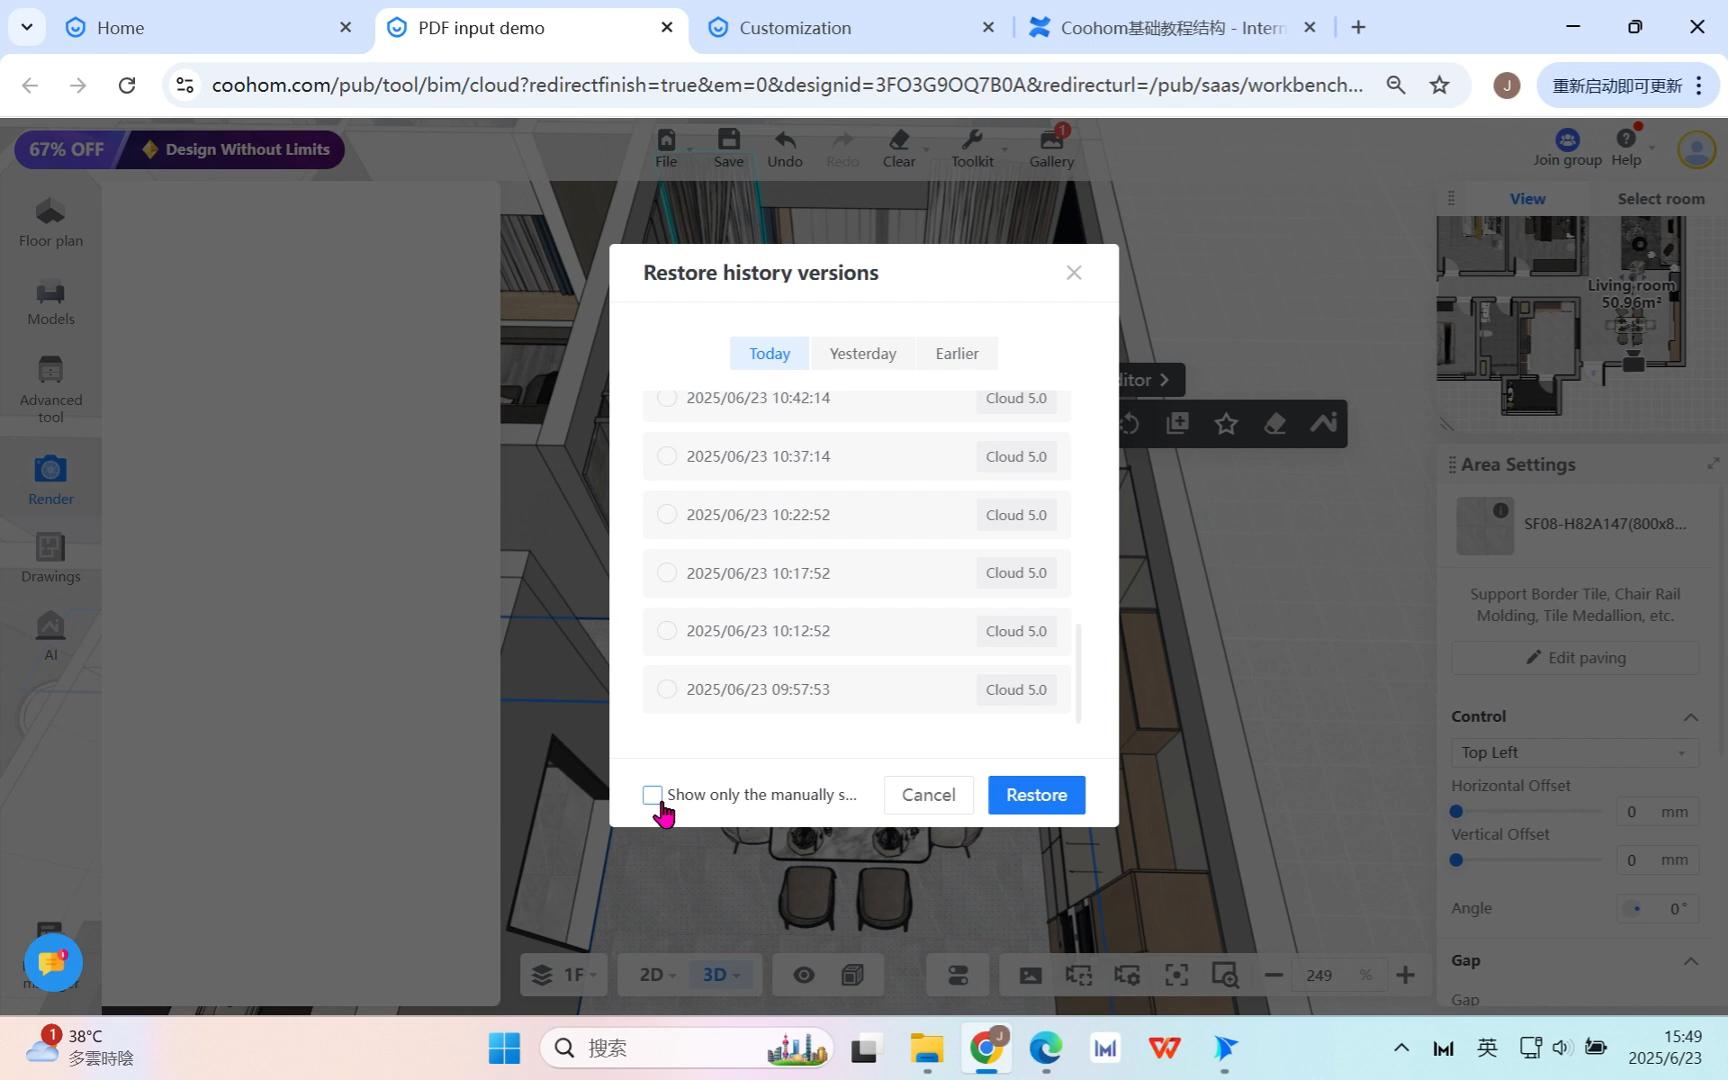 Home
PDF input demo
Customization
Coohom基础教程结构 - Intern
coohom.com/pub/tool/bim/cloud?redirectfinish=true&em=0&designid=3FO3G9OQ7B0A&redirecturl=/pub/saas/workbench...
J
重新启动即可更新
67% OFF
Design Without Limits
File
Save
Undo
Redo
Clear
Toolkit
1
Gallery
Join group
Help
Floor plan
Models
Advanced
tool
Render
Drawings
AI
View
Select room
Living room
50.96m²
Restore history versions
Today
Yesterday
Earlier
2025/06/23 10:42:14
Cloud 5.0
2025/06/23 10:37:14
Cloud 5.0
2025/06/23 10:22:52
Cloud 5.0
2025/06/23 10:17:52
Cloud 5.0
2025/06/23 10:12:52
Cloud 5.0
2025/06/23 09:57:53
Cloud 5.0
Show only the manually s...
Cancel
Restore
Area Settings
SF08-H82A147(800x8...
Support Border Tile, Chair Rail
Molding, Tile Medallion, etc.
Edit paving
Control
Top Left
Horizontal Offset
0 mm
Vertical Offset
0 mm
Angle
0°
Gap
Gap
1F
2D
3D
249 %
1
38°C
多雲時陰
搜索
J
英
15:49
2025/6/23